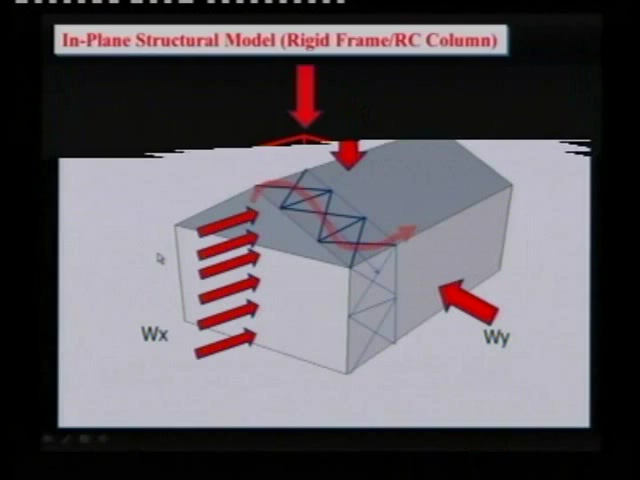 In-Plane Structural Model (Rigid Frame/RC Column)
Wx
Wy